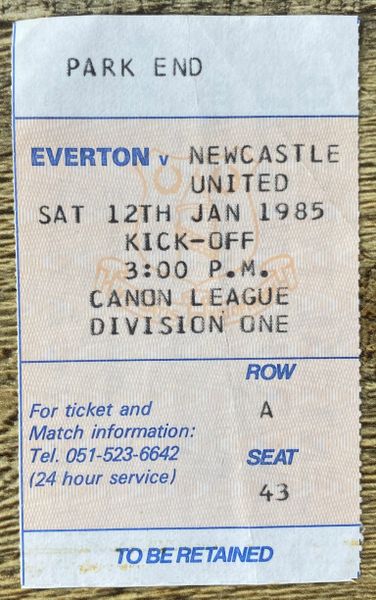 PARK END
EVERTON v NEWCASTLE
UNITED
SAT 12TH JAN 1985
KICK-OFF
3:00 P.M.
CANON LEAGUE
DIVISION ONE
ROW
A
For ticket and
Match information:
Tel. 051-523-6642
(24 hour service)
SEAT
43
TO BE RETAINED